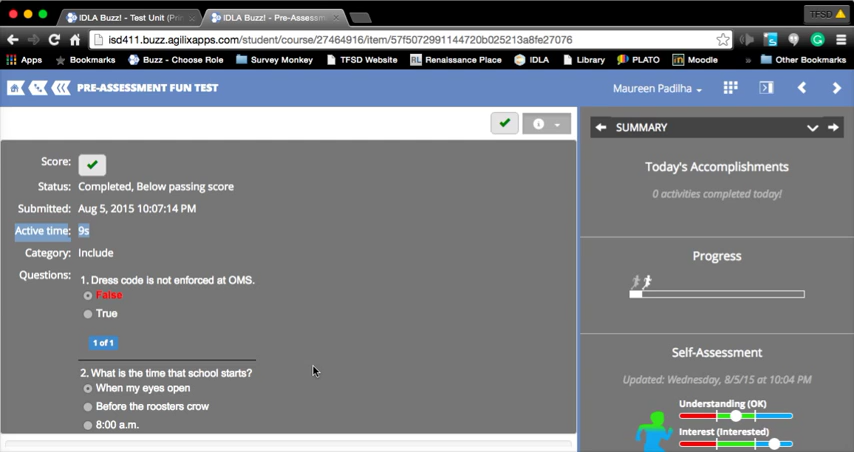 IDLA Buzz! - Test Unit (Pri
IDLA Buzz! - Pre-Assessm
TFSD
isd411.buzz.agilixapps.com/student/course/27464916/item/57f5072991144720b025213a8fe27076
Apps Bookmarks Buzz - Choose Role Survey Monkey TFSD Website RL Renaissance Place IDLA Library PLATO m Moodle » Other Bookmarks
PRE-ASSESSMENT FUN TEST
Maureen Padilha
SUMMARY
Score:
Status: Completed, Below passing score
Submitted: Aug 5, 2015 10:07:14 PM
Active time: 9s
Category: Include
Questions: 1. Dress code is not enforced at OMS.
False
True
1 of 1
2. What is the time that school starts?
When my eyes open
Before the roosters crow
8:00 a.m.
Today's Accomplishments
0 activities completed today!
Progress
Self-Assessment
Updated: Wednesday, 8/5/15 at 10:04 PM
Understanding (OK)
Interest (Interested)